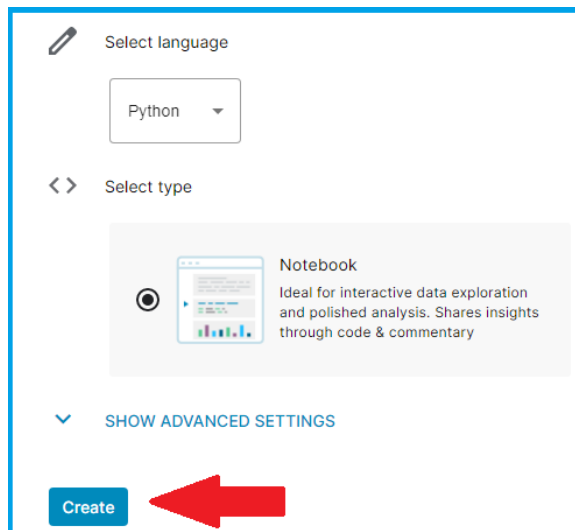 Select language
Python
Select type
Notebook
Ideal for interactive data exploration
and polished analysis. Shares insights
through code & commentary
SHOW ADVANCED SETTINGS
Create